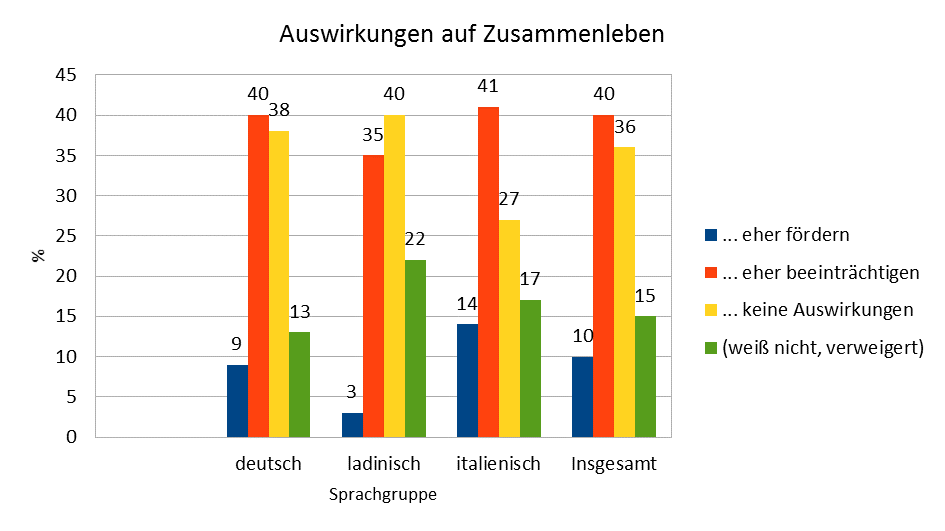 Auswirkungen auf Zusammenleben
45
40
35
30
25
20
15
10
5
0
%
9
40
38
13
3
35
40
22
14
41
27
17
10
40
36
15
deutsch
ladinisch
italienisch
Insgesamt
Sprachgruppe
... eher fördern
... eher beeinträchtigen
... keine Auswirkungen
(weiß nicht, verweigert)